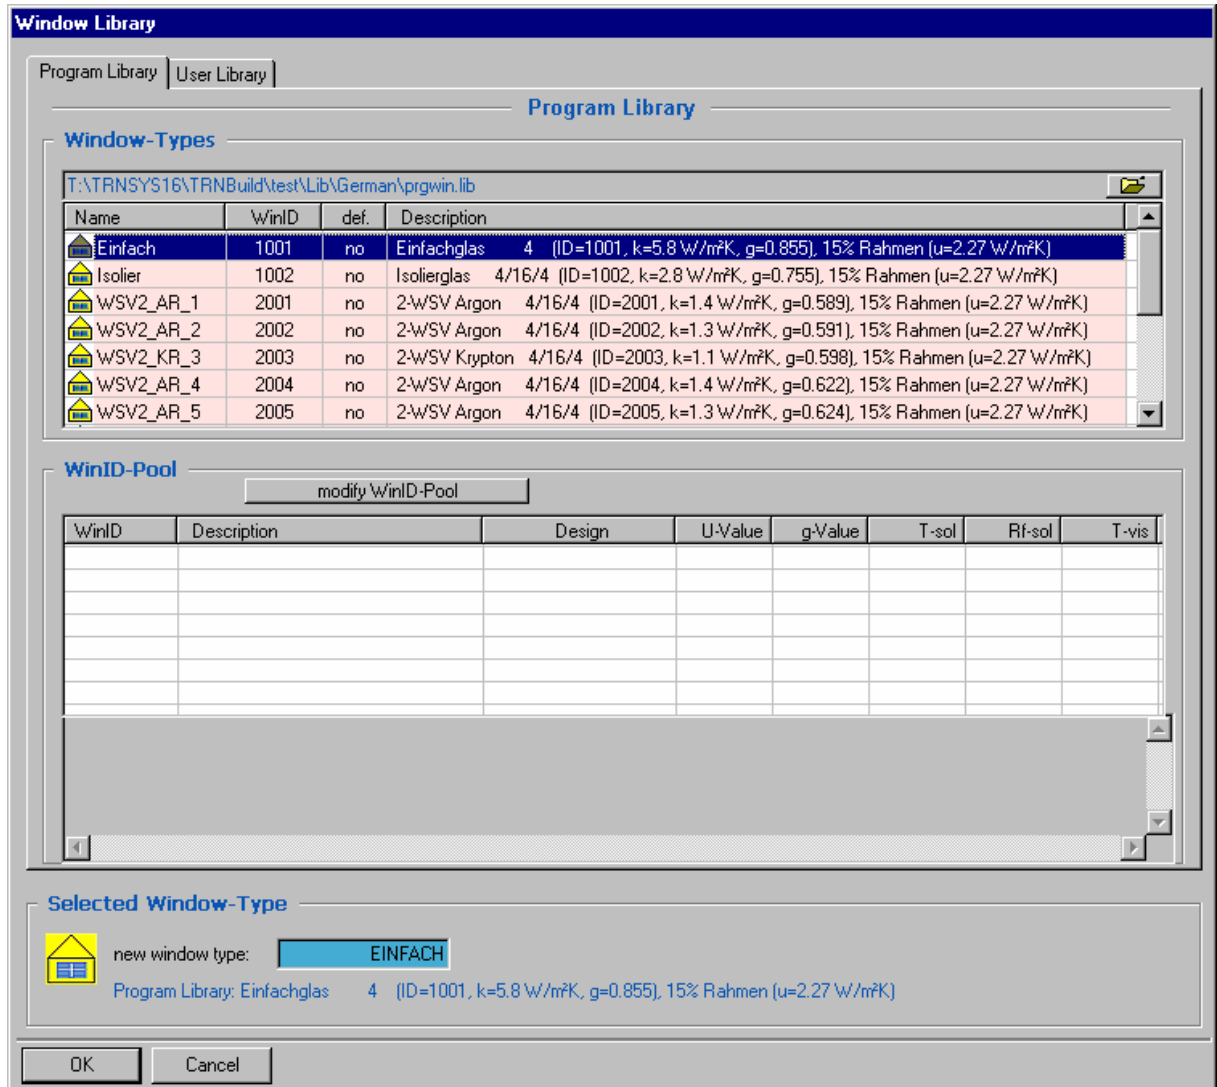 Window Library
Program Library User Library
Program Library
Window-Types
T:\TRNSYS16\TRNBuild\test\Lib\German\prgwin.lib
Name WinID def. Description
Einfach 1001 no Einfachglas 4 (ID=1001, k=5.8 W/m²K, g=0.855), 15% Rahmen (u=2.27 W/m²K)
Isolier 1002 no Isolierglas 4/16/4 (ID=1002, k=2.8 W/m²K, g=0.755), 15% Rahmen (u=2.27 W/m²K)
WSV2_AR_1 2001 no 2-WSV Argon 4/16/4 (ID=2001, k=1.4 W/m²K, g=0.589), 15% Rahmen (u=2.27 W/m²K)
WSV2_AR_2 2002 no 2-WSV Argon 4/16/4 (ID=2002, k=1.3 W/m²K, g=0.591), 15% Rahmen (u=2.27 W/m²K)
WSV2_KR_3 2003 no 2-WSV Krypton 4/16/4 (ID=2003, k=1.1 W/m²K, g=0.598), 15% Rahmen (u=2.27 W/m²K)
WSV2_AR_4 2004 no 2-WSV Argon 4/16/4 (ID=2004, k=1.4 W/m²K, g=0.622), 15% Rahmen (u=2.27 W/m²K)
WSV2_AR_5 2005 no 2-WSV Argon 4/16/4 (ID=2005, k=1.3 W/m²K, g=0.624), 15% Rahmen (u=2.27 W/m²K)
WinID-Pool
modify WinID-Pool
WinID Description Design U-Value g-Value T-sol Rf-sol T-vis
Selected Window-Type
new window type: EINFACH
Program Library: Einfachglas 4 (ID=1001, k=5.8 W/m²K, g=0.855), 15% Rahmen (u=2.27 W/m²K)
OK Cancel